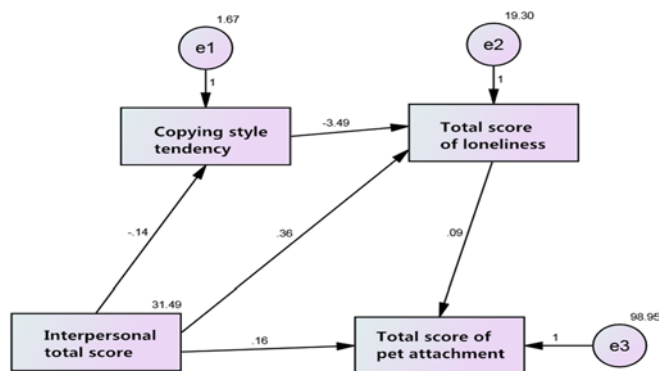 1.67
e1
1
19.30
e2
1
Copying style
tendency
-3.49
Total score
of loneliness
-.14
.36
.09
31.49
Interpersonal
total score
.16
Total score of
pet attachment
1
98.95
e3